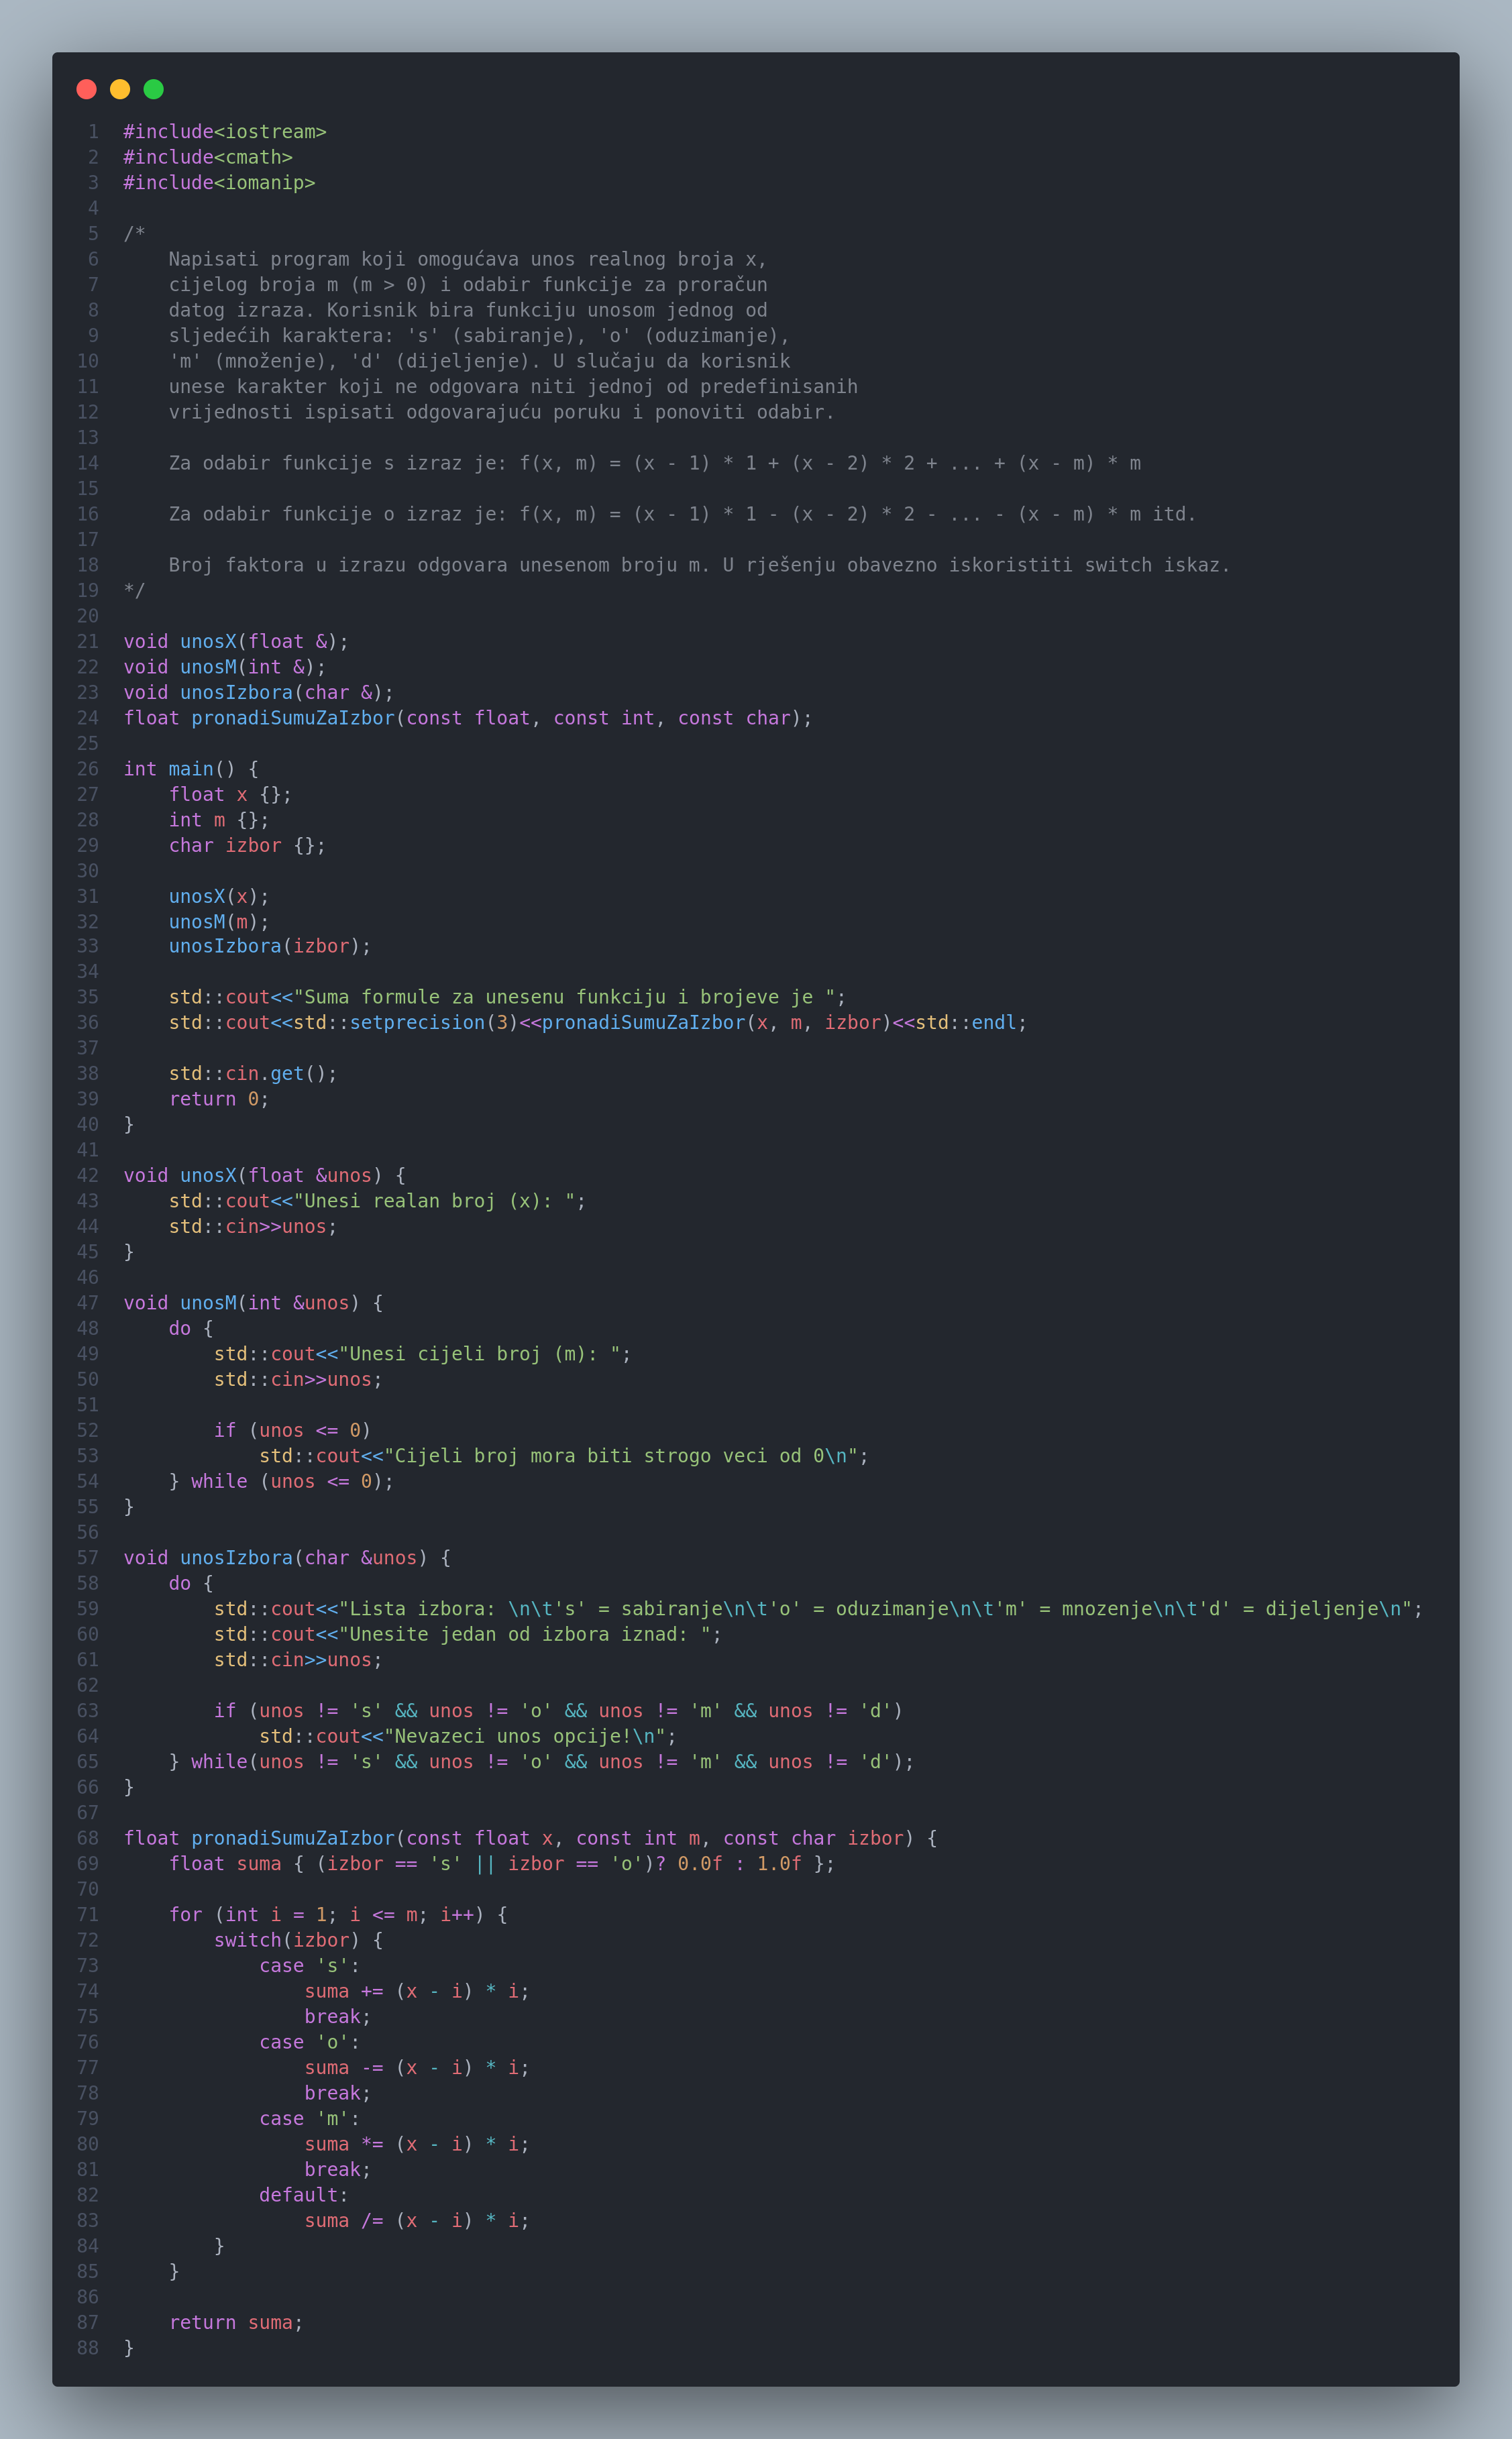 1 #include<iostream>
2 #include<cmath>
3 #include<iomanip>
4
5 /*
6     Napisati program koji omogućava unos realnog broja x,
7     cijelog broja m (m > 0) i odabir funkcije za proračun
8     datog izraza. Korisnik bira funkciju unosom jednog od
9     sljedećih karaktera: 's' (sabiranje), 'o' (oduzimanje),
10     'm' (množenje), 'd' (dijeljenje). U slučaju da korisnik
11     unese karakter koji ne odgovara niti jednoj od predefinisanih
12     vrijednosti ispisati odgovarajuću poruku i ponoviti odabir.
13
14     Za odabir funkcije s izraz je: f(x, m) = (x - 1) * 1 + (x - 2) * 2 + ... + (x - m) * m
15
16     Za odabir funkcije o izraz je: f(x, m) = (x - 1) * 1 - (x - 2) * 2 - ... - (x - m) * m itd.
17
18     Broj faktora u izrazu odgovara unesenom broju m. U rješenju obavezno iskoristiti switch iskaz.
19 */
20
21 void unosX(float &);
22 void unosM(int &);
23 void unosIzbora(char &);
24 float pronadiSumuZaIzbor(const float, const int, const char);
25
26 int main() {
27     float x {};
28     int m {};
29     char izbor {};
30
31     unosX(x);
32     unosM(m);
33     unosIzbora(izbor);
34
35     std::cout<<"Suma formule za unesenu funkciju i brojeve je ";
36     std::cout<<std::setprecision(3)<<pronadiSumuZaIzbor(x, m, izbor)<<std::endl;
37
38     std::cin.get();
39     return 0;
40 }
41
42 void unosX(float &unos) {
43     std::cout<<"Unesi realan broj (x): ";
44     std::cin>>unos;
45 }
46
47 void unosM(int &unos) {
48     do {
49         std::cout<<"Unesi cijeli broj (m): ";
50         std::cin>>unos;
51
52         if (unos <= 0)
53             std::cout<<"Cijeli broj mora biti strogo veci od 0\n";
54     } while (unos <= 0);
55 }
56
57 void unosIzbora(char &unos) {
58     do {
59         std::cout<<"Lista izbora: \n\t's' = sabiranje\n\t'o' = oduzimanje\n\t'm' = mnozenje\n\t'd' = dijeljenje\n";
60         std::cout<<"Unesite jedan od izbora iznad: ";
61         std::cin>>unos;
62
63         if (unos != 's' && unos != 'o' && unos != 'm' && unos != 'd')
64             std::cout<<"Nevazeci unos opcije!\n";
65     } while(unos != 's' && unos != 'o' && unos != 'm' && unos != 'd');
66 }
67
68 float pronadiSumuZaIzbor(const float x, const int m, const char izbor) {
69     float suma { (izbor == 's' || izbor == 'o')? 0.0f : 1.0f };
70
71     for (int i = 1; i <= m; i++) {
72         switch(izbor) {
73             case 's':
74                 suma += (x - i) * i;
75                 break;
76             case 'o':
77                 suma -= (x - i) * i;
78                 break;
79             case 'm':
80                 suma *= (x - i) * i;
81                 break;
82             default:
83                 suma /= (x - i) * i;
84         }
85     }
86
87     return suma;
88 }